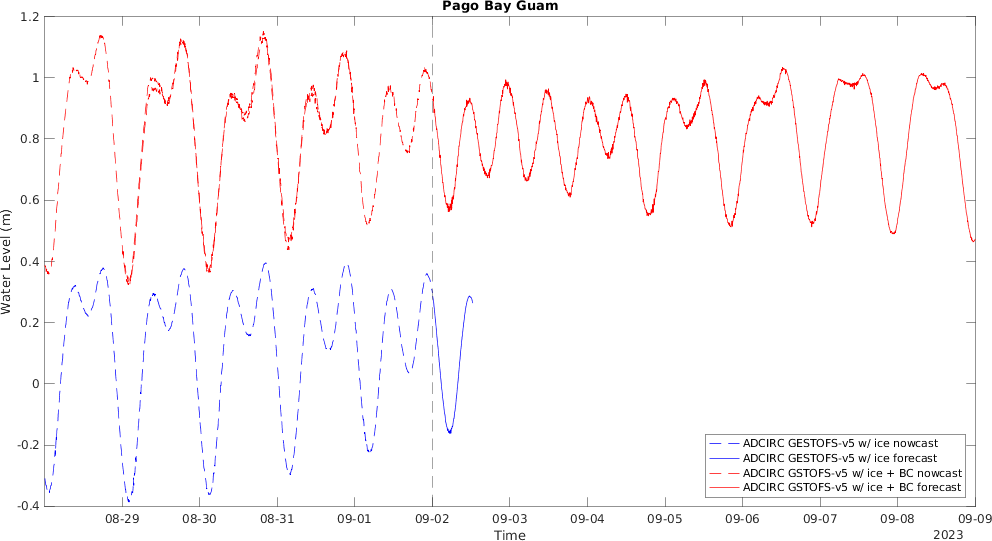 Pago Bay Guam
1.2
1
0.8
0.6
0.4
0.2
0
-0.2
-0.4
Water Level (m)
ADCIRC GESTOFS-v5 w/ ice nowcast
ADCIRC GESTOFS-v5 w/ ice forecast
ADCIRC GSTOFS-v5 w/ ice + BC nowcast
ADCIRC GSTOFS-v5 w/ ice + BC forecast
08-29 08-30 08-31 09-01 09-02 09-03 09-04 09-05 09-06 09-07 09-08 09-09
Time
2023